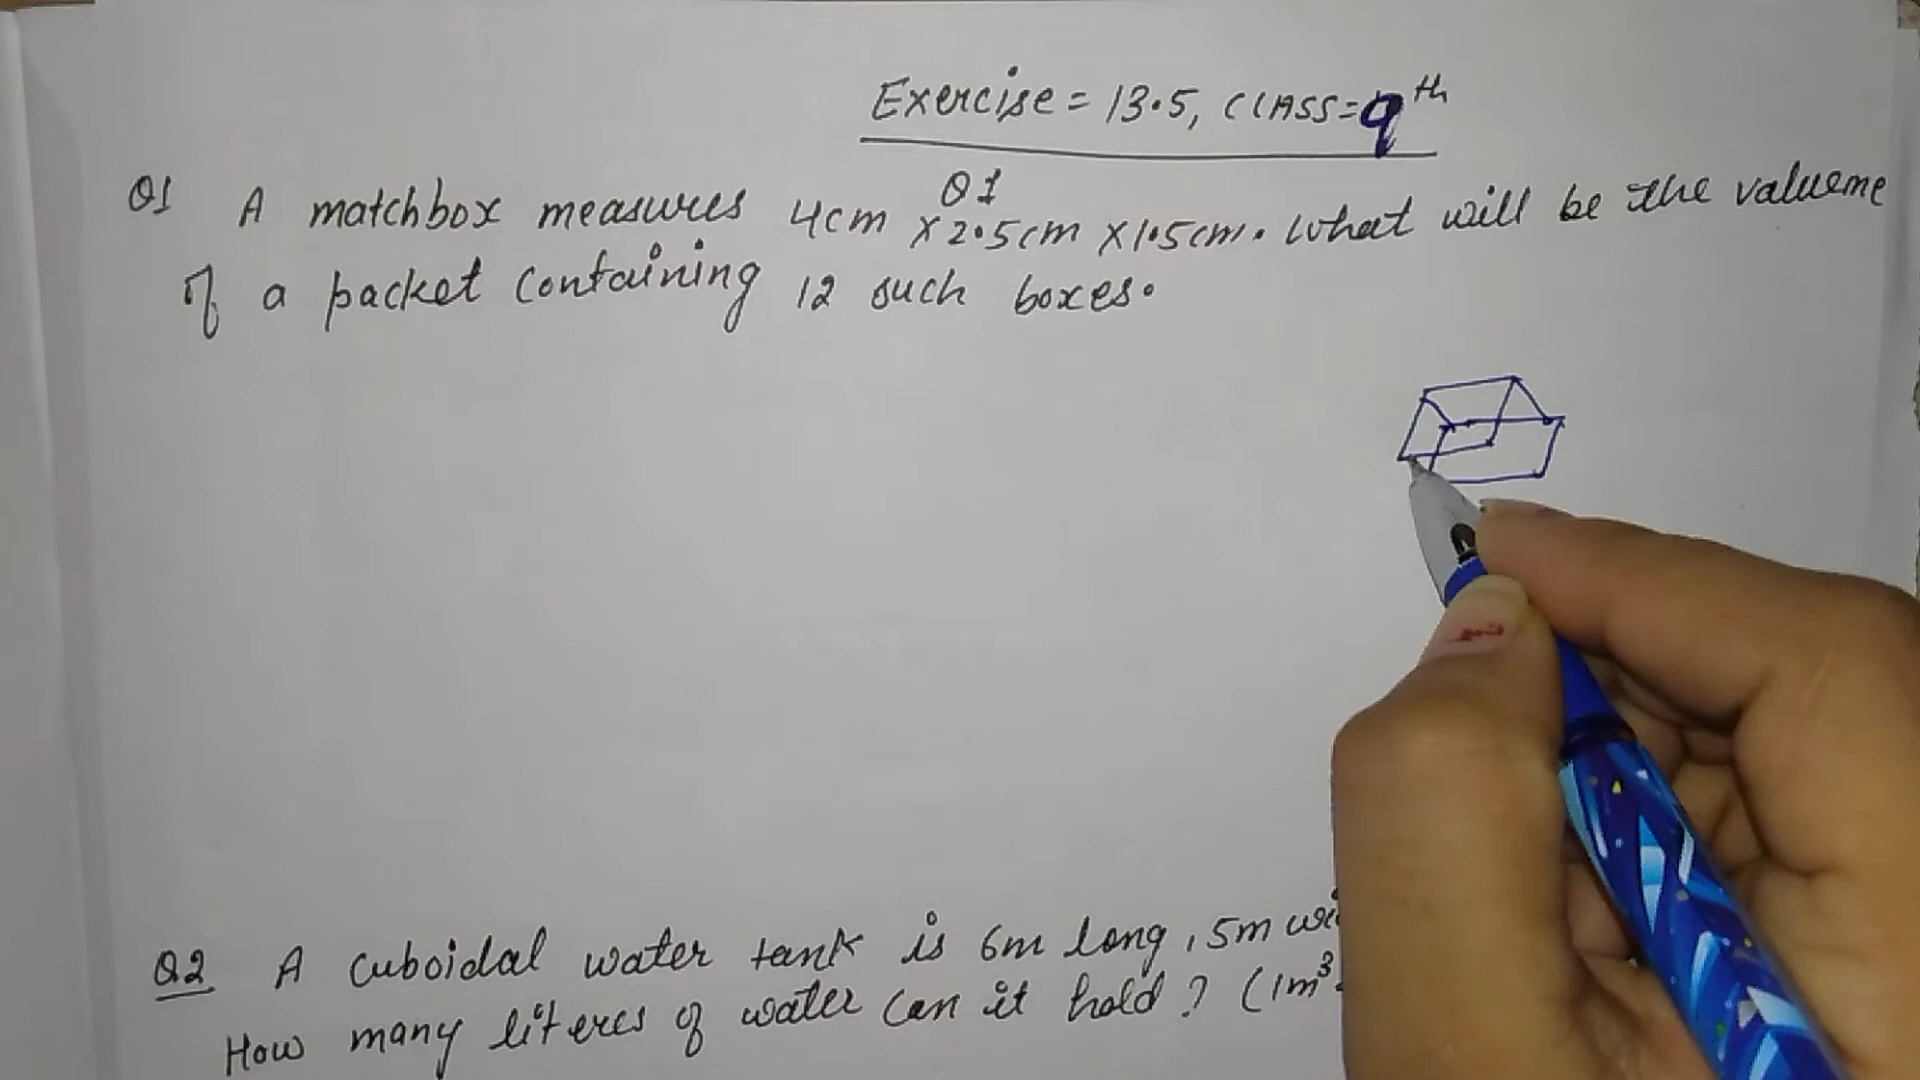 Exercise = 13.5, CLASS = 9th
Q1
Q1 A matchbox measures 4cm x 2.5cm x 1.5cm. What will be the valueme
of a packet containing 12 such boxes.
Q2 A cuboidal water tank is 6m long, 5m wi
How many literes of water can it hold? (1m³